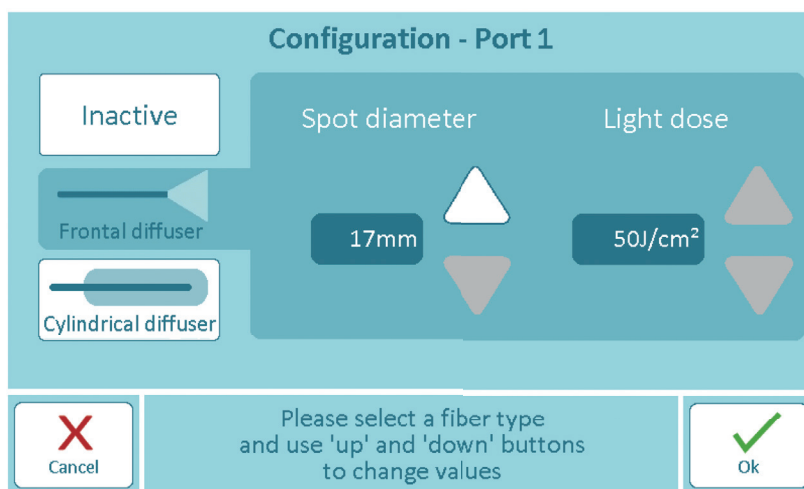 Configuration - Port 1
Inactive
Spot diameter
Light dose
Frontal diffuser
17mm
50J/cm²
Cylindrical diffuser
Cancel
Please select a fiber type
and use 'up' and 'down' buttons
to change values
Ok